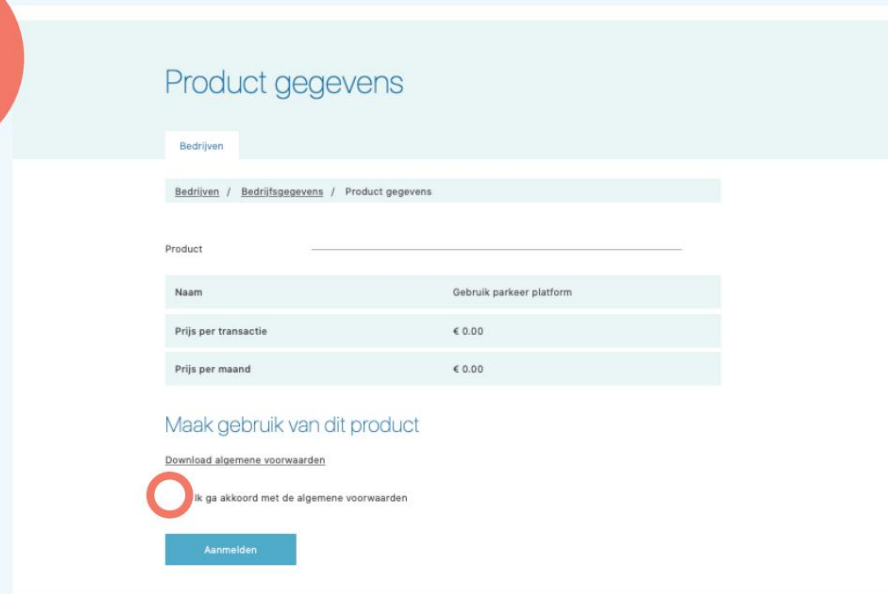 Product gegevens
Bedrijven
Bedrijven / Bedrijfsgegevens / Product gegevens
Product
Naam Gebruik parkeer platform
Prijs per transactie € 0.00
Prijs per maand € 0.00
Maak gebruik van dit product
Download algemene voorwaarden
Ik ga akkoord met de algemene voorwaarden
Aanmelden